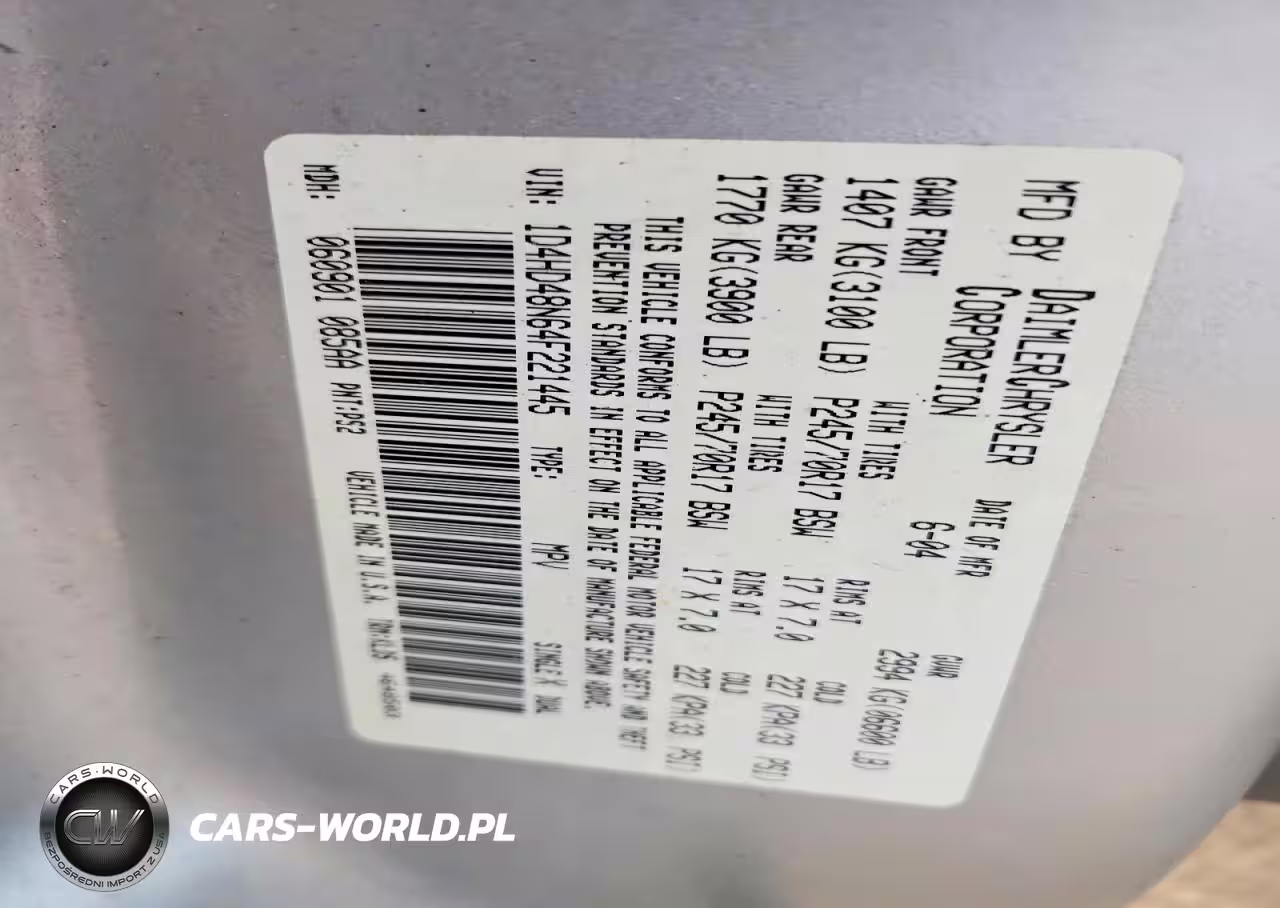 MFD BY DAIMLERCHRYSLER CORPORATION DATE OF MFR 6-04 GVWR 2994 KG(06600 LB)
GAWR FRONT WITH TIRES RIMS AT COLD
1407 KG(3100 LB) P245/70R17 BSW 17 X 7.0 227 KPA(33 PSI)
GAWR REAR WITH TIRES RIMS AT COLD
1770 KG(3900 LB) P245/70R17 BSW 17 X 7.0 227 KPA(33 PSI)
THIS VEHICLE CONFORMS TO ALL APPLICABLE FEDERAL MOTOR VEHICLE SAFETY AND THEFT
PREVENTION STANDARDS IN EFFECT ON THE DATE OF MANUFACTURE SHOWN ABOVE.
VIN: 1D4HD48N64F221445 TYPE: MPV SINGLE X DUAL
MDH: 060901 085AA PNT:PS2 VEHICLE MADE IN U.S.A.
CARS-WORLD
CW
BEZPOŚREDNI IMPORT Z USA
CARS-WORLD.PL